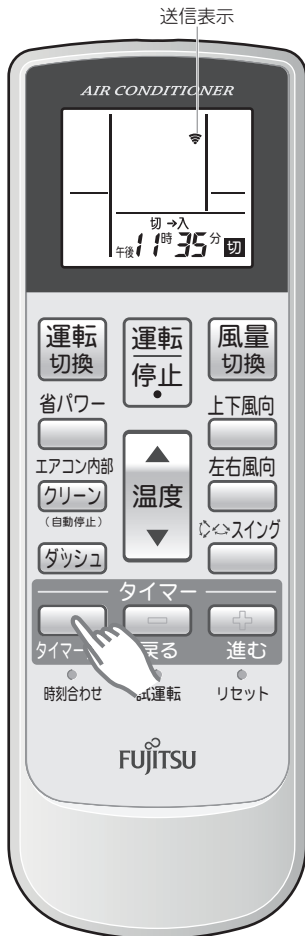 送信表示
AIR CONDITIONER
切→入
午後11時35分 切
運転切換
運転停止
風量切換
省パワー
上下風向
エアコン内部
クリーン
(自動停止)
温度
左右風向
スイング
ダッシュ
タイマー
タイマー
戻る
進む
時刻合わせ
試運転
リセット
FUJITSU